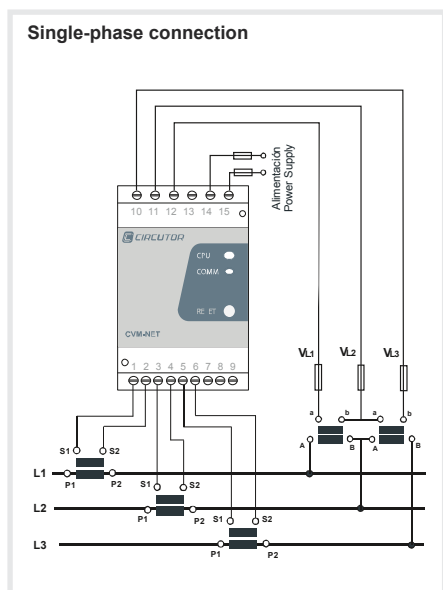 Single-phase connection
Alimentación
Power Supply
10 11 12 13 14 15
CIRCUTOR
CPU
COMM
RE ET
CVM-NET
1 2 3 4 5 6 7 8 9
VL1 VL2 VL3
a b a b
A B A B
S1 S2
L1
P1 P2
S1 S2
L2
P1 P2
S1 S2
L3
P1 P2